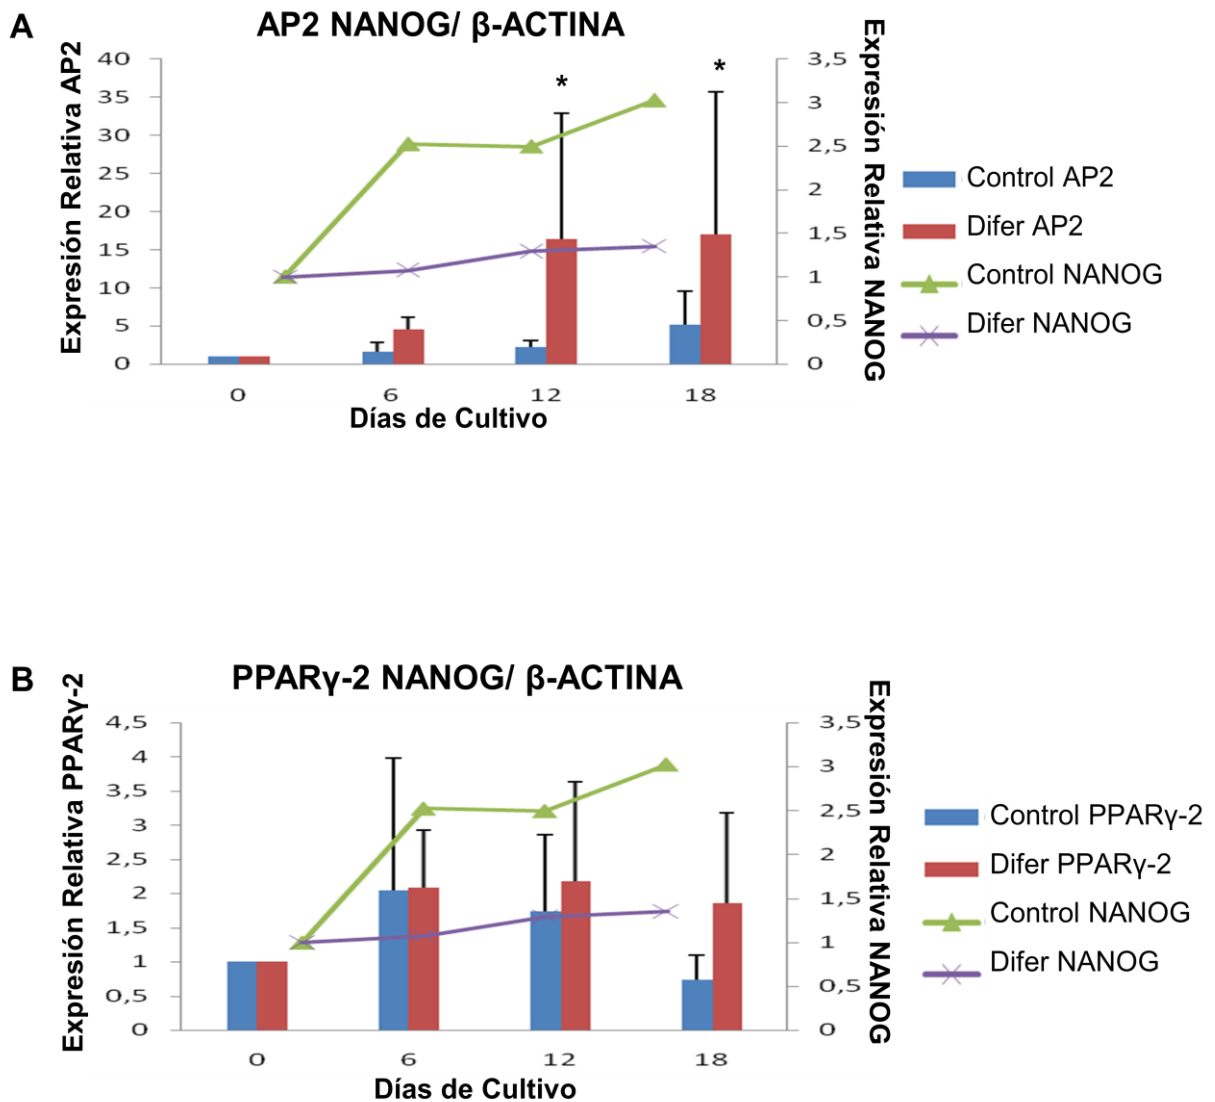 A
AP2 NANOG/ β-ACTINA
Expresión Relativa AP2
40
35
30
25
20
15
10
5
0
*
*
3,5
3
2,5
2
1,5
1
0,5
0
Expresión Relativa NANOG
0 6 12 18
Días de Cultivo
Control AP2
Difer AP2
Control NANOG
Difer NANOG
B
PPARγ-2 NANOG/ β-ACTINA
Expresión Relativa PPARγ-2
4,5
4
3,5
3
2,5
2
1,5
1
0,5
0
3,5
3
2,5
2
1,5
1
0,5
0
Expresión Relativa NANOG
0 6 12 18
Días de Cultivo
Control PPARγ-2
Difer PPARγ-2
Control NANOG
Difer NANOG